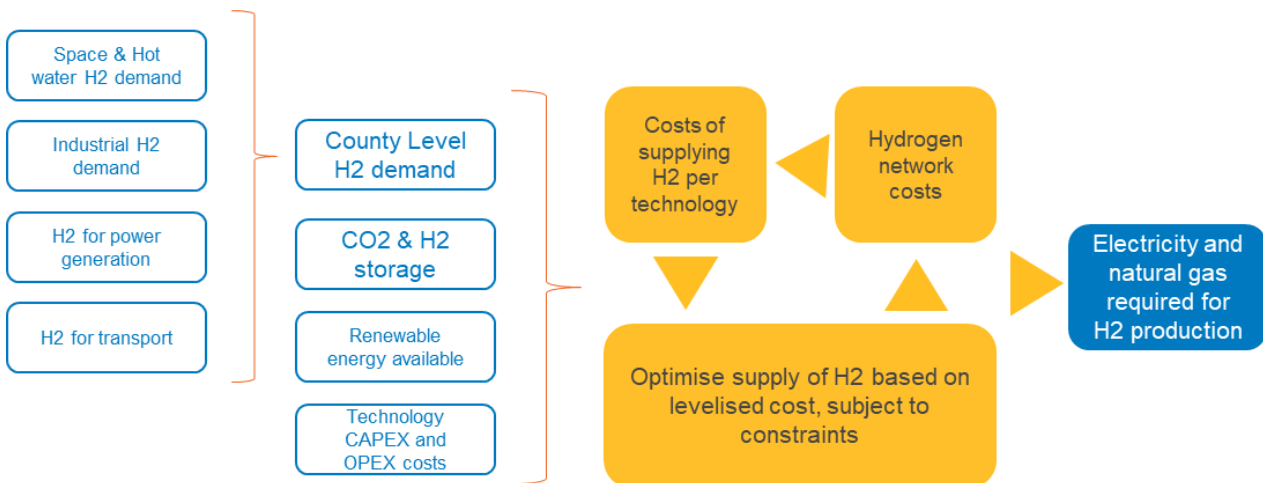 Space & Hot
water H2 demand
Industrial H2
demand
H2 for power
generation
H2 for transport
County Level
H2 demand
CO2 & H2
storage
Renewable
energy available
Technology
CAPEX and
OPEX costs
Costs of
supplying
H2 per
technology
Hydrogen
network
costs
Optimise supply of H2 based on
levelised cost, subject to
constraints
Electricity and
natural gas
required for
H2 production